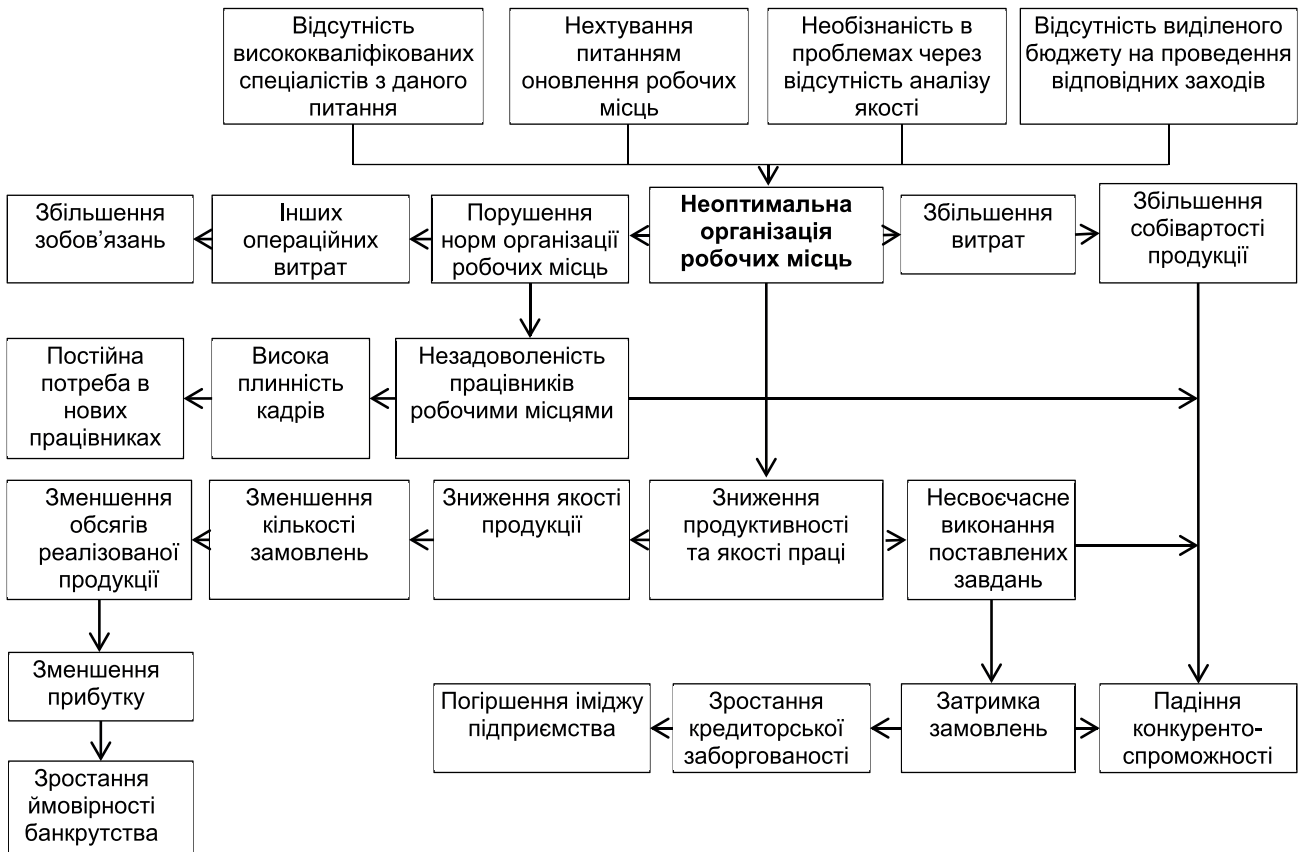 Відсутність
висококваліфікованих
спеціалістів з даного
питання
Нехтування
питанням
оновлення робочих
місць
Необізнаність в
проблемах через
відсутність аналізу
якості
Відсутність виділеного
бюджету на проведення
відповідних заходів
Збільшення
зобов’язань
Інших
операційних
витрат
Порушення
норм організації
робочих місць
Неоптимальна
організація
робочих місць
Збільшення
витрат
Збільшення
собівартості
продукції
Постійна
потреба в
нових
працівниках
Висока
плинність
кадрів
Незадоволеність
працівників
робочими місцями
Зменшення
обсягів
реалізованої
продукції
Зменшення
кількості
замовлень
Зниження якості
продукції
Зниження
продуктивності
та якості праці
Несвоєчасне
виконання
поставлених
завдань
Зменшення
прибутку
Погіршення іміджу
підприємства
Зростання
кредиторської
заборгованості
Затримка
замовлень
Падіння
конкуренто-
спроможності
Зростання
ймовірності
банкрутства